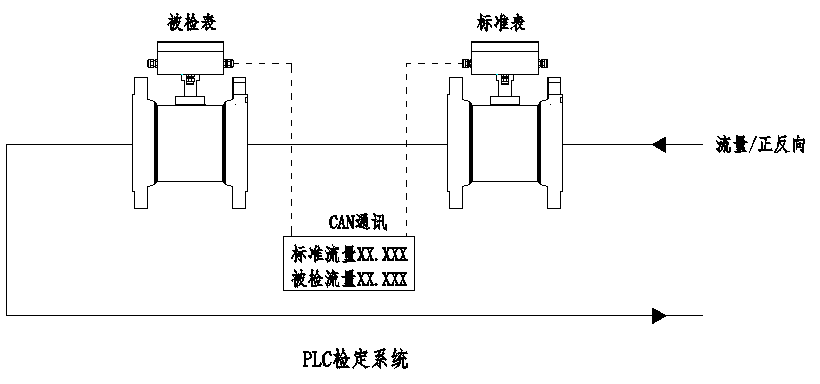 被检表
标准表
流量/正反向
CAN通讯
标准流量XX.XXX
被检流量XX.XXX
PLC检定系统